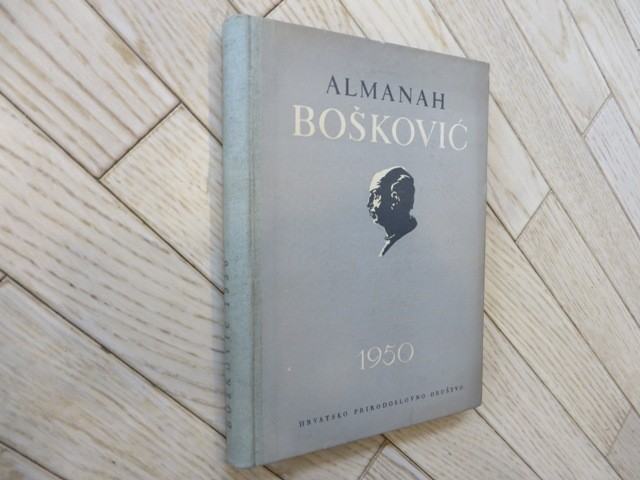 ALMANAH
BOŠKOVIĆ
1950
HRVATSKO PRIRODOSLOVNO DRUŠTVO